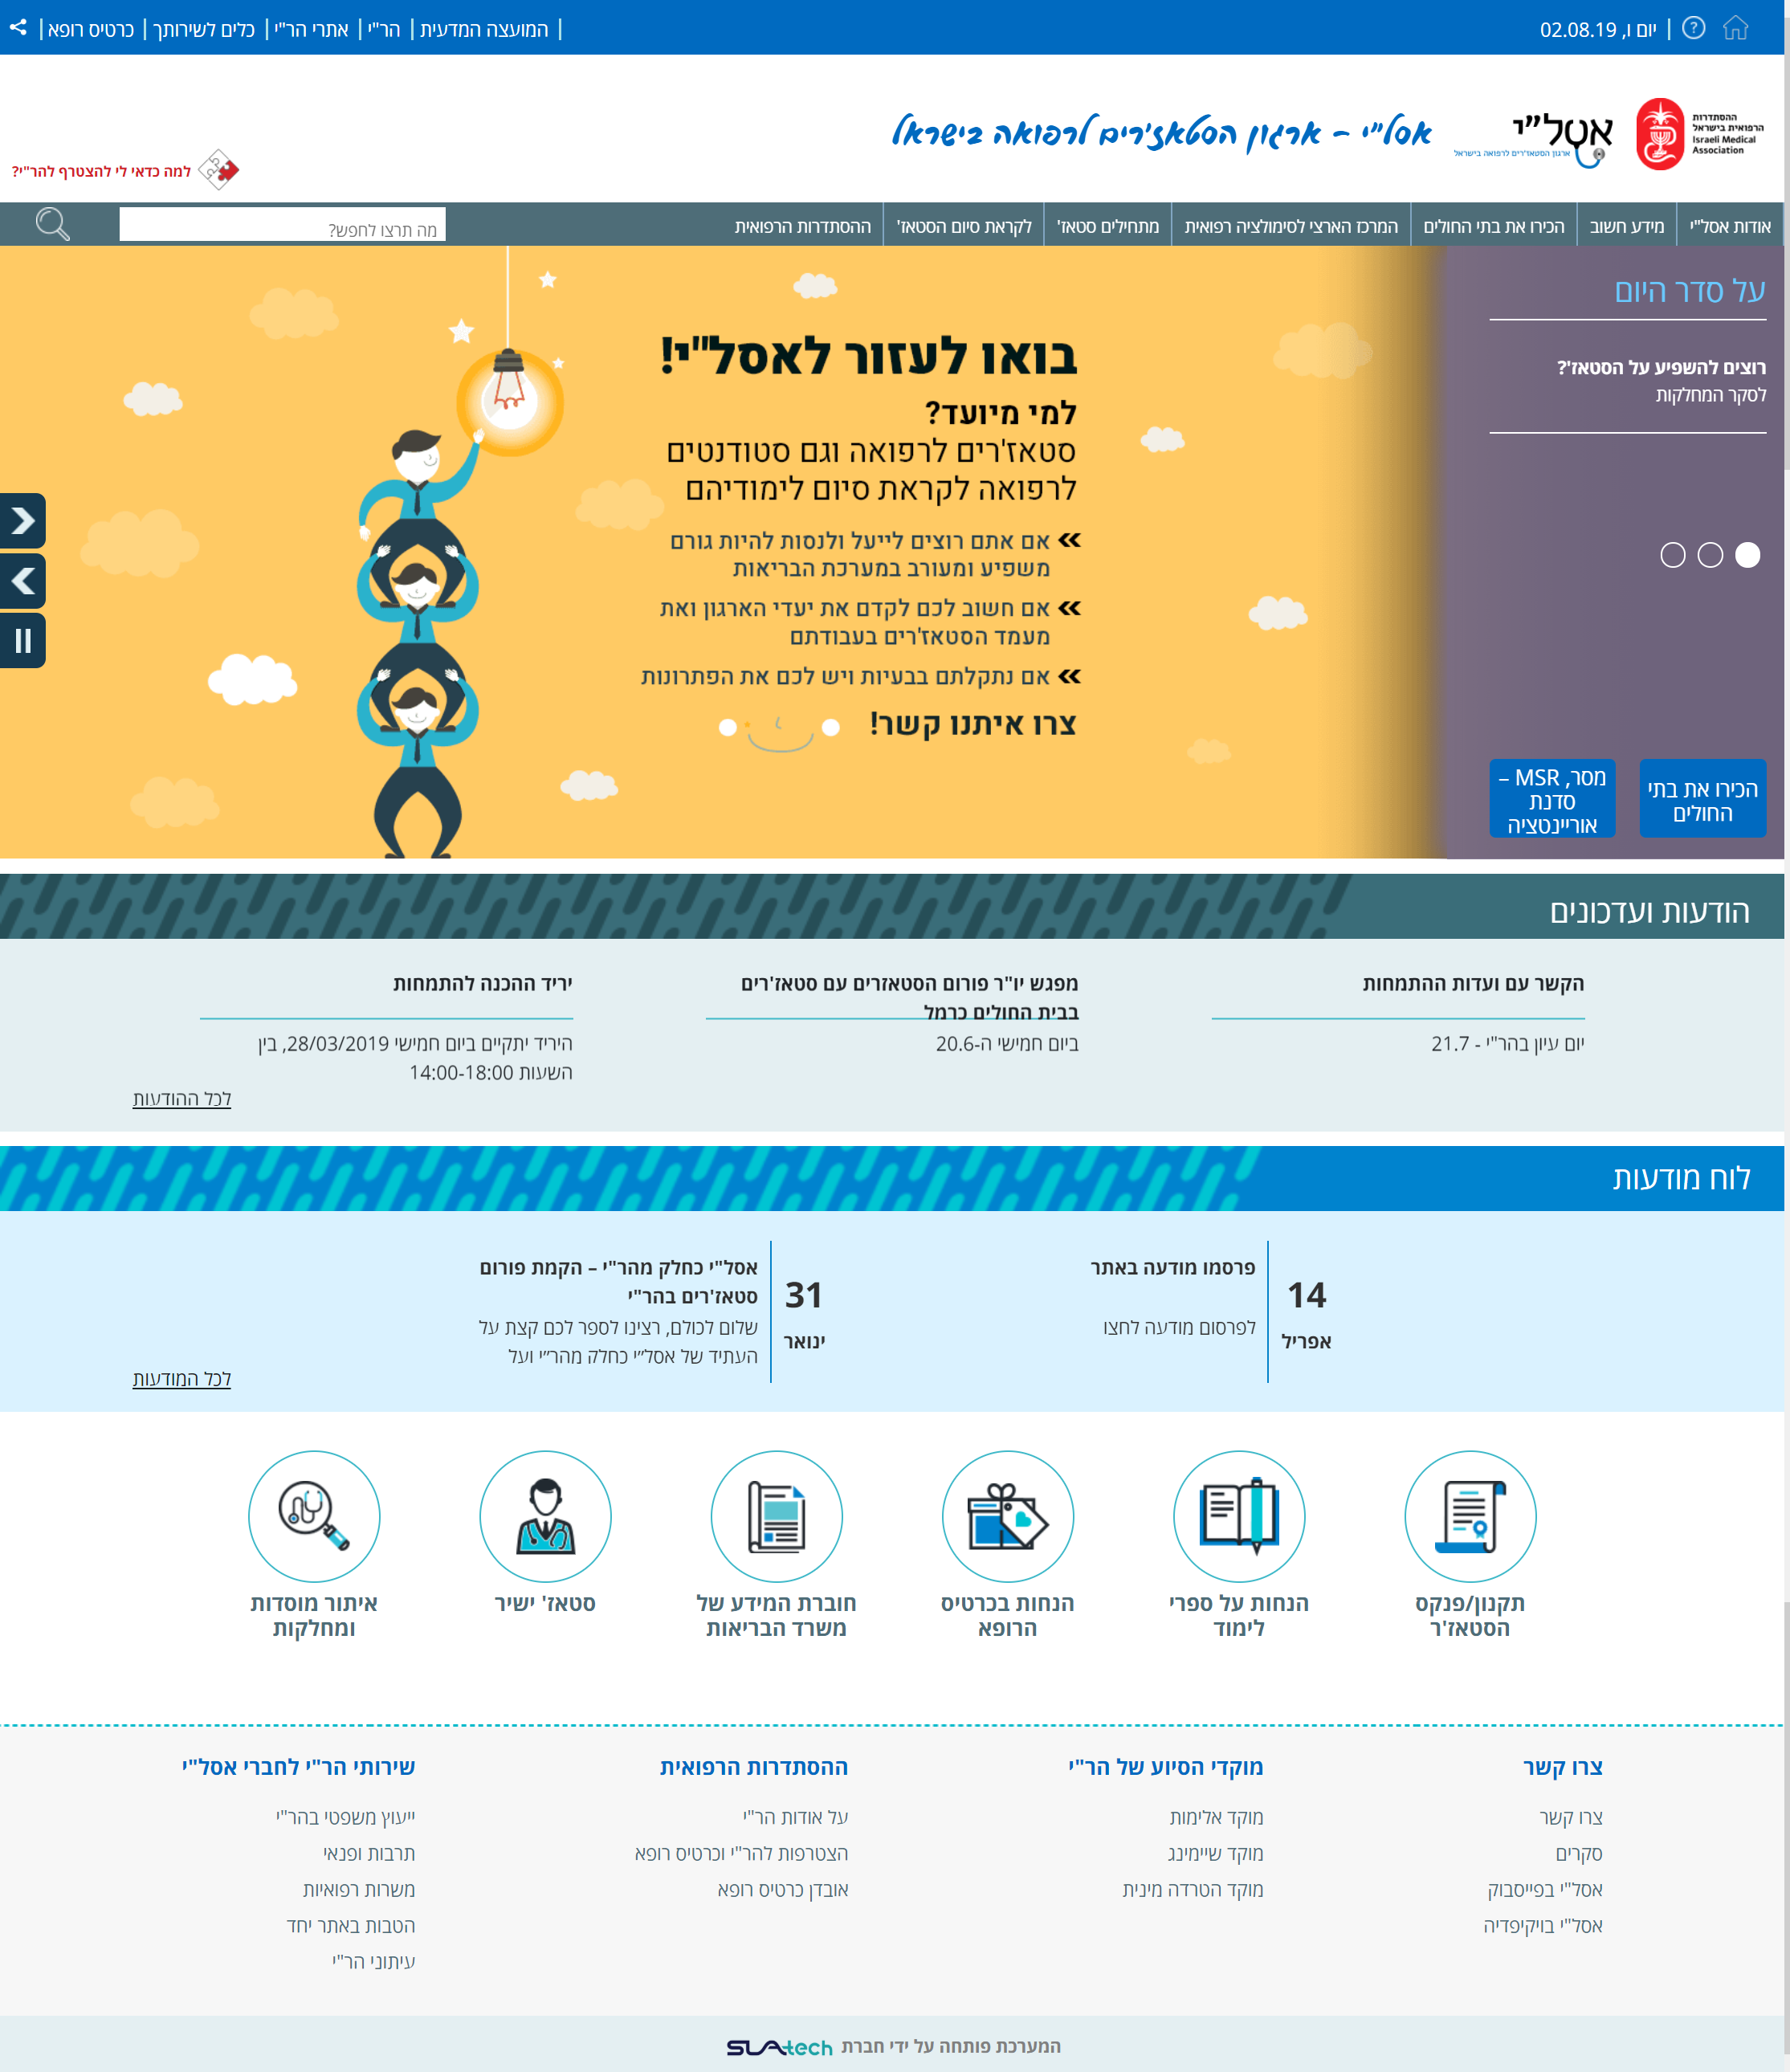 יום ו, 02.08.19
המועצה המדעית
הר"י
אתרי הר"י
כלים לשירותך
כרטיס רופא
ההסתדרות
הרפואית בישראל
Israeli Medical
Association
אסל"י
ארגון הסטאז'רים לרפואה בישראל
אסל"י – ארגון הסטאז'רים לרפואה בישראל
למה כדאי לי להצטרף להר"י?
אודות אסל"י
מידע חשוב
הכירו את בתי החולים
המרכז הארצי לסימולציה רפואית
מתחילים סטאז'
לקראת סיום הסטאז'
ההסתדרות הרפואית
מה תרצו לחפש?
על סדר היום
רוצים להשפיע על הסטאז'?
לסקר המחלקות
הכירו את בתי
החולים
מסר, MSR –
סדנת
אוריינטציה
בואו לעזור לאסל"י!
למי מיועד?
סטאז'רים לרפואה וגם סטודנטים
לרפואה לקראת סיום לימודיהם
« אם אתם רוצים לייעל ולנסות להיות גורם
משפיע ומעורב במערכת הבריאות
« אם חשוב לכם לקדם את יעדי הארגון ואת
מעמד הסטאז'רים בעבודתם
« אם נתקלתם בבעיות ויש לכם את הפתרונות
צרו איתנו קשר!
הודעות ועדכונים
הקשר עם ועדות ההתמחות
יום עיון בהר"י - 21.7
מפגש יו"ר פורום הסטאזרים עם סטאז'רים
בבית החולים כרמל
ביום חמישי ה-20.6
יריד ההכנה להתמחות
היריד יתקיים ביום חמישי 28/03/2019, בין
השעות 14:00-18:00
לכל ההודעות
לוח מודעות
14
אפריל
פרסמו מודעה באתר
לפרסום מודעה לחצו
31
ינואר
אסל"י כחלק מהר"י – הקמת פורום
סטאז'רים בהר"י
שלום לכולם, רצינו לספר לכם קצת על
העתיד של אסל״י כחלק מהר״י ועל
לכל המודעות
תקנון/פנקס
הסטאז'ר
הנחות על ספרי
לימוד
הנחות בכרטיס
הרופא
חוברת המידע של
משרד הבריאות
סטאז' ישיר
איתור מוסדות
ומחלקות
צרו קשר
צרו קשר
סקרים
אסל"י בפייסבוק
אסל"י בויקיפדיה
מוקדי הסיוע של הר"י
מוקד אלימות
מוקד שיימינג
מוקד הטרדה מינית
ההסתדרות הרפואית
על אודות הר"י
הצטרפות להר"י וכרטיס רופא
אובדן כרטיס רופא
שירותי הר"י לחברי אסל"י
ייעוץ משפטי בהר"י
תרבות ופנאי
משרות רפואיות
הטבות באתר יחד
עיתוני הר"י
המערכת פותחה על ידי חברת SLAtech